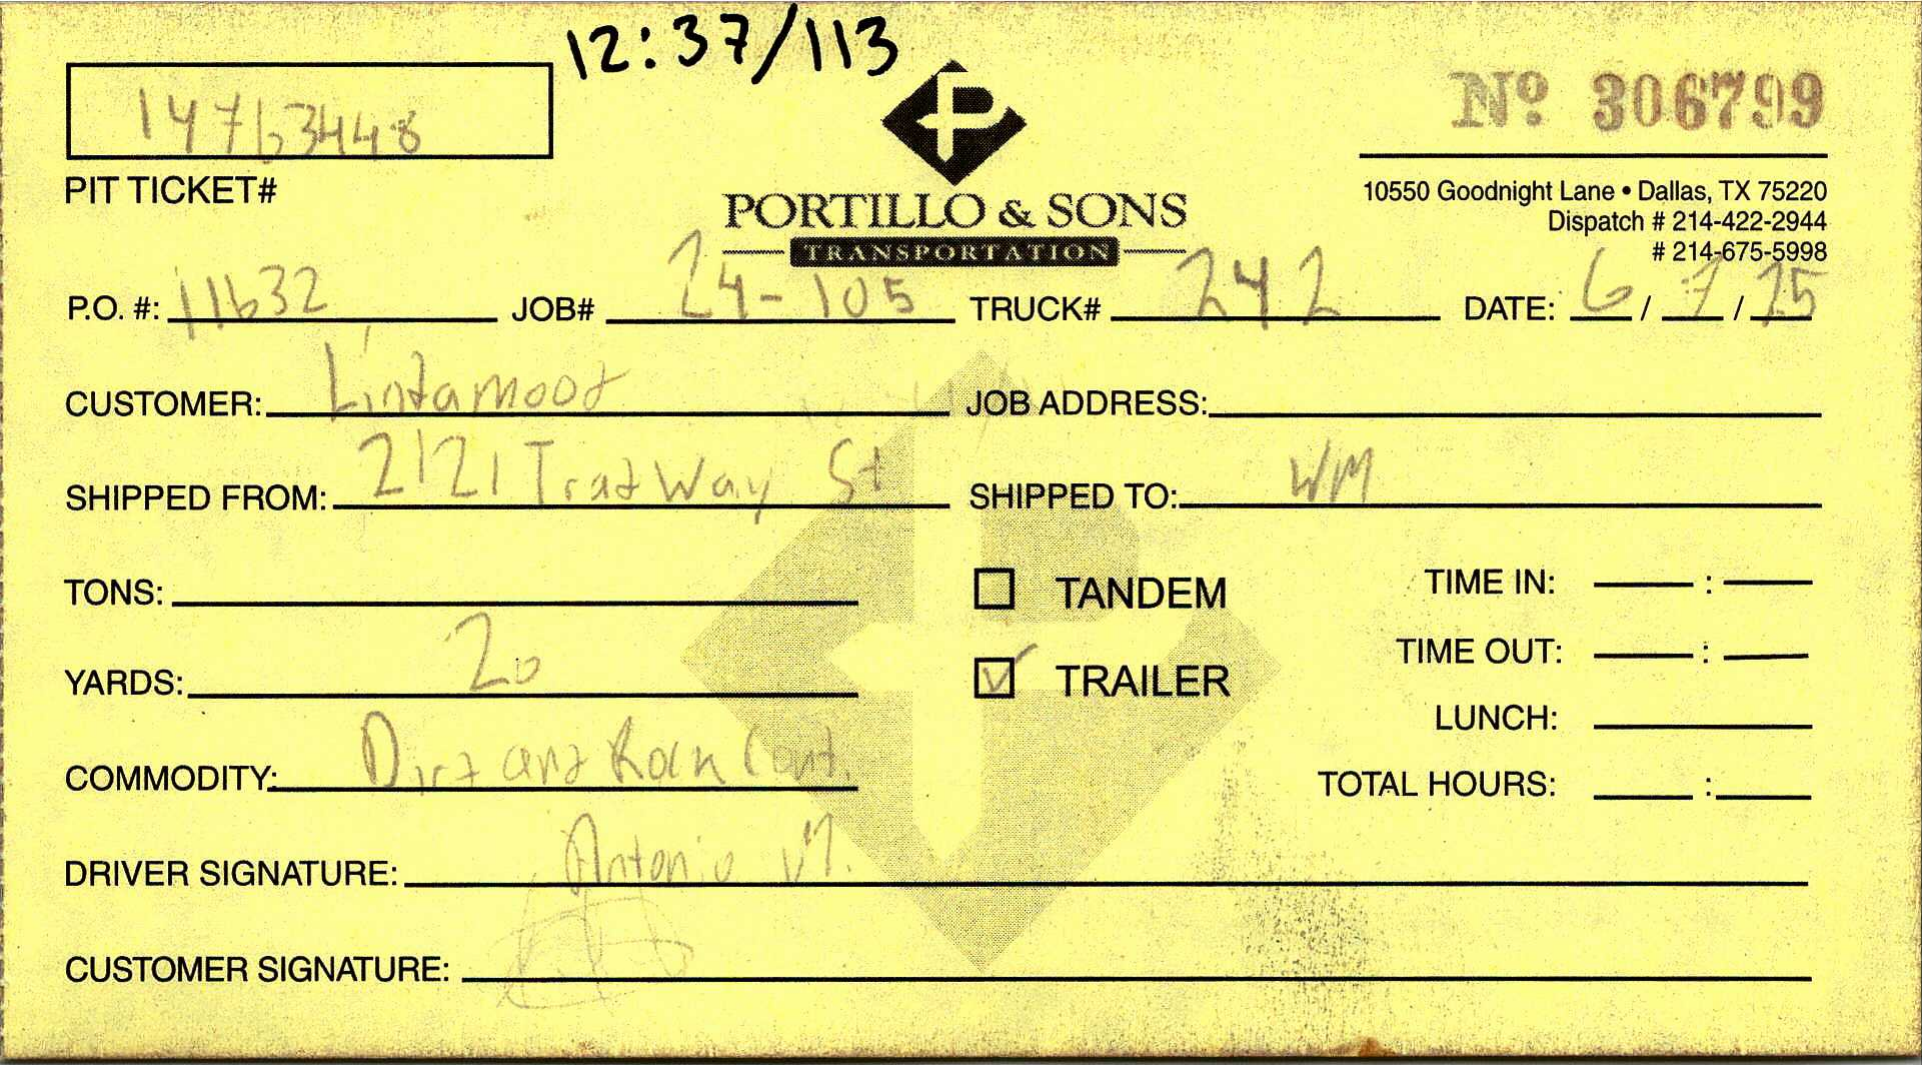 12:37/113
14763448
Nº 306799
PIT TICKET#
PORTILLO & SONS
TRANSPORTATION
10550 Goodnight Lane • Dallas, TX 75220
Dispatch # 214-422-2944
# 214-675-5998
P.O. #: 11632 JOB# 24-105 TRUCK# 242 DATE: 6/7/25
CUSTOMER: Lindamood JOB ADDRESS:
SHIPPED FROM: 2121 TradWay St SHIPPED TO: WM
TONS: TANDEM TIME IN: :
YARDS: 20 TRAILER TIME OUT: :
LUNCH:
COMMODITY: Dirt and Rock Cont. TOTAL HOURS: :
DRIVER SIGNATURE: Antonio M.
CUSTOMER SIGNATURE: